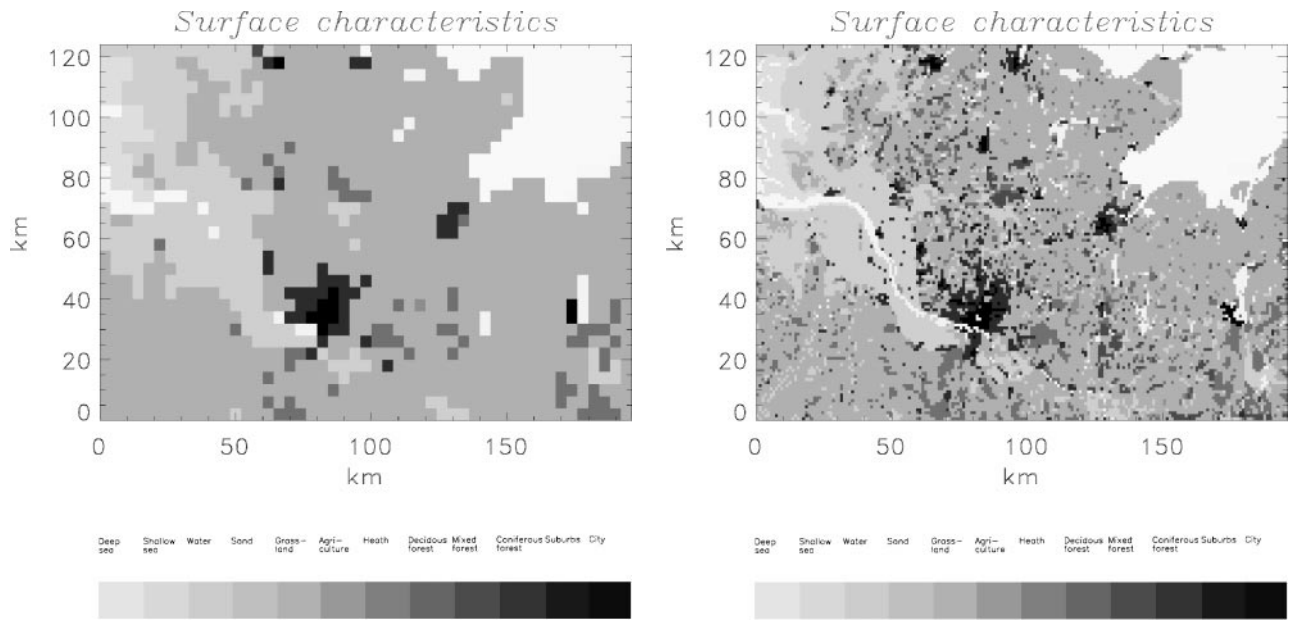 Surface characteristics
120
100
80
60
40
20
0
km
0 50 100 150
km
Deep sea
Shallow sea
Water
Sand
Grass-
land
Agri-
culture
Heath
Decidous
forest
Mixed
forest
Coniferous
forest
Suburbs
City
Surface characteristics
120
100
80
60
40
20
0
km
0 50 100 150
km
Deep sea
Shallow sea
Water
Sand
Grass-
land
Agri-
culture
Heath
Decidous
forest
Mixed
forest
Coniferous
forest
Suburbs
City